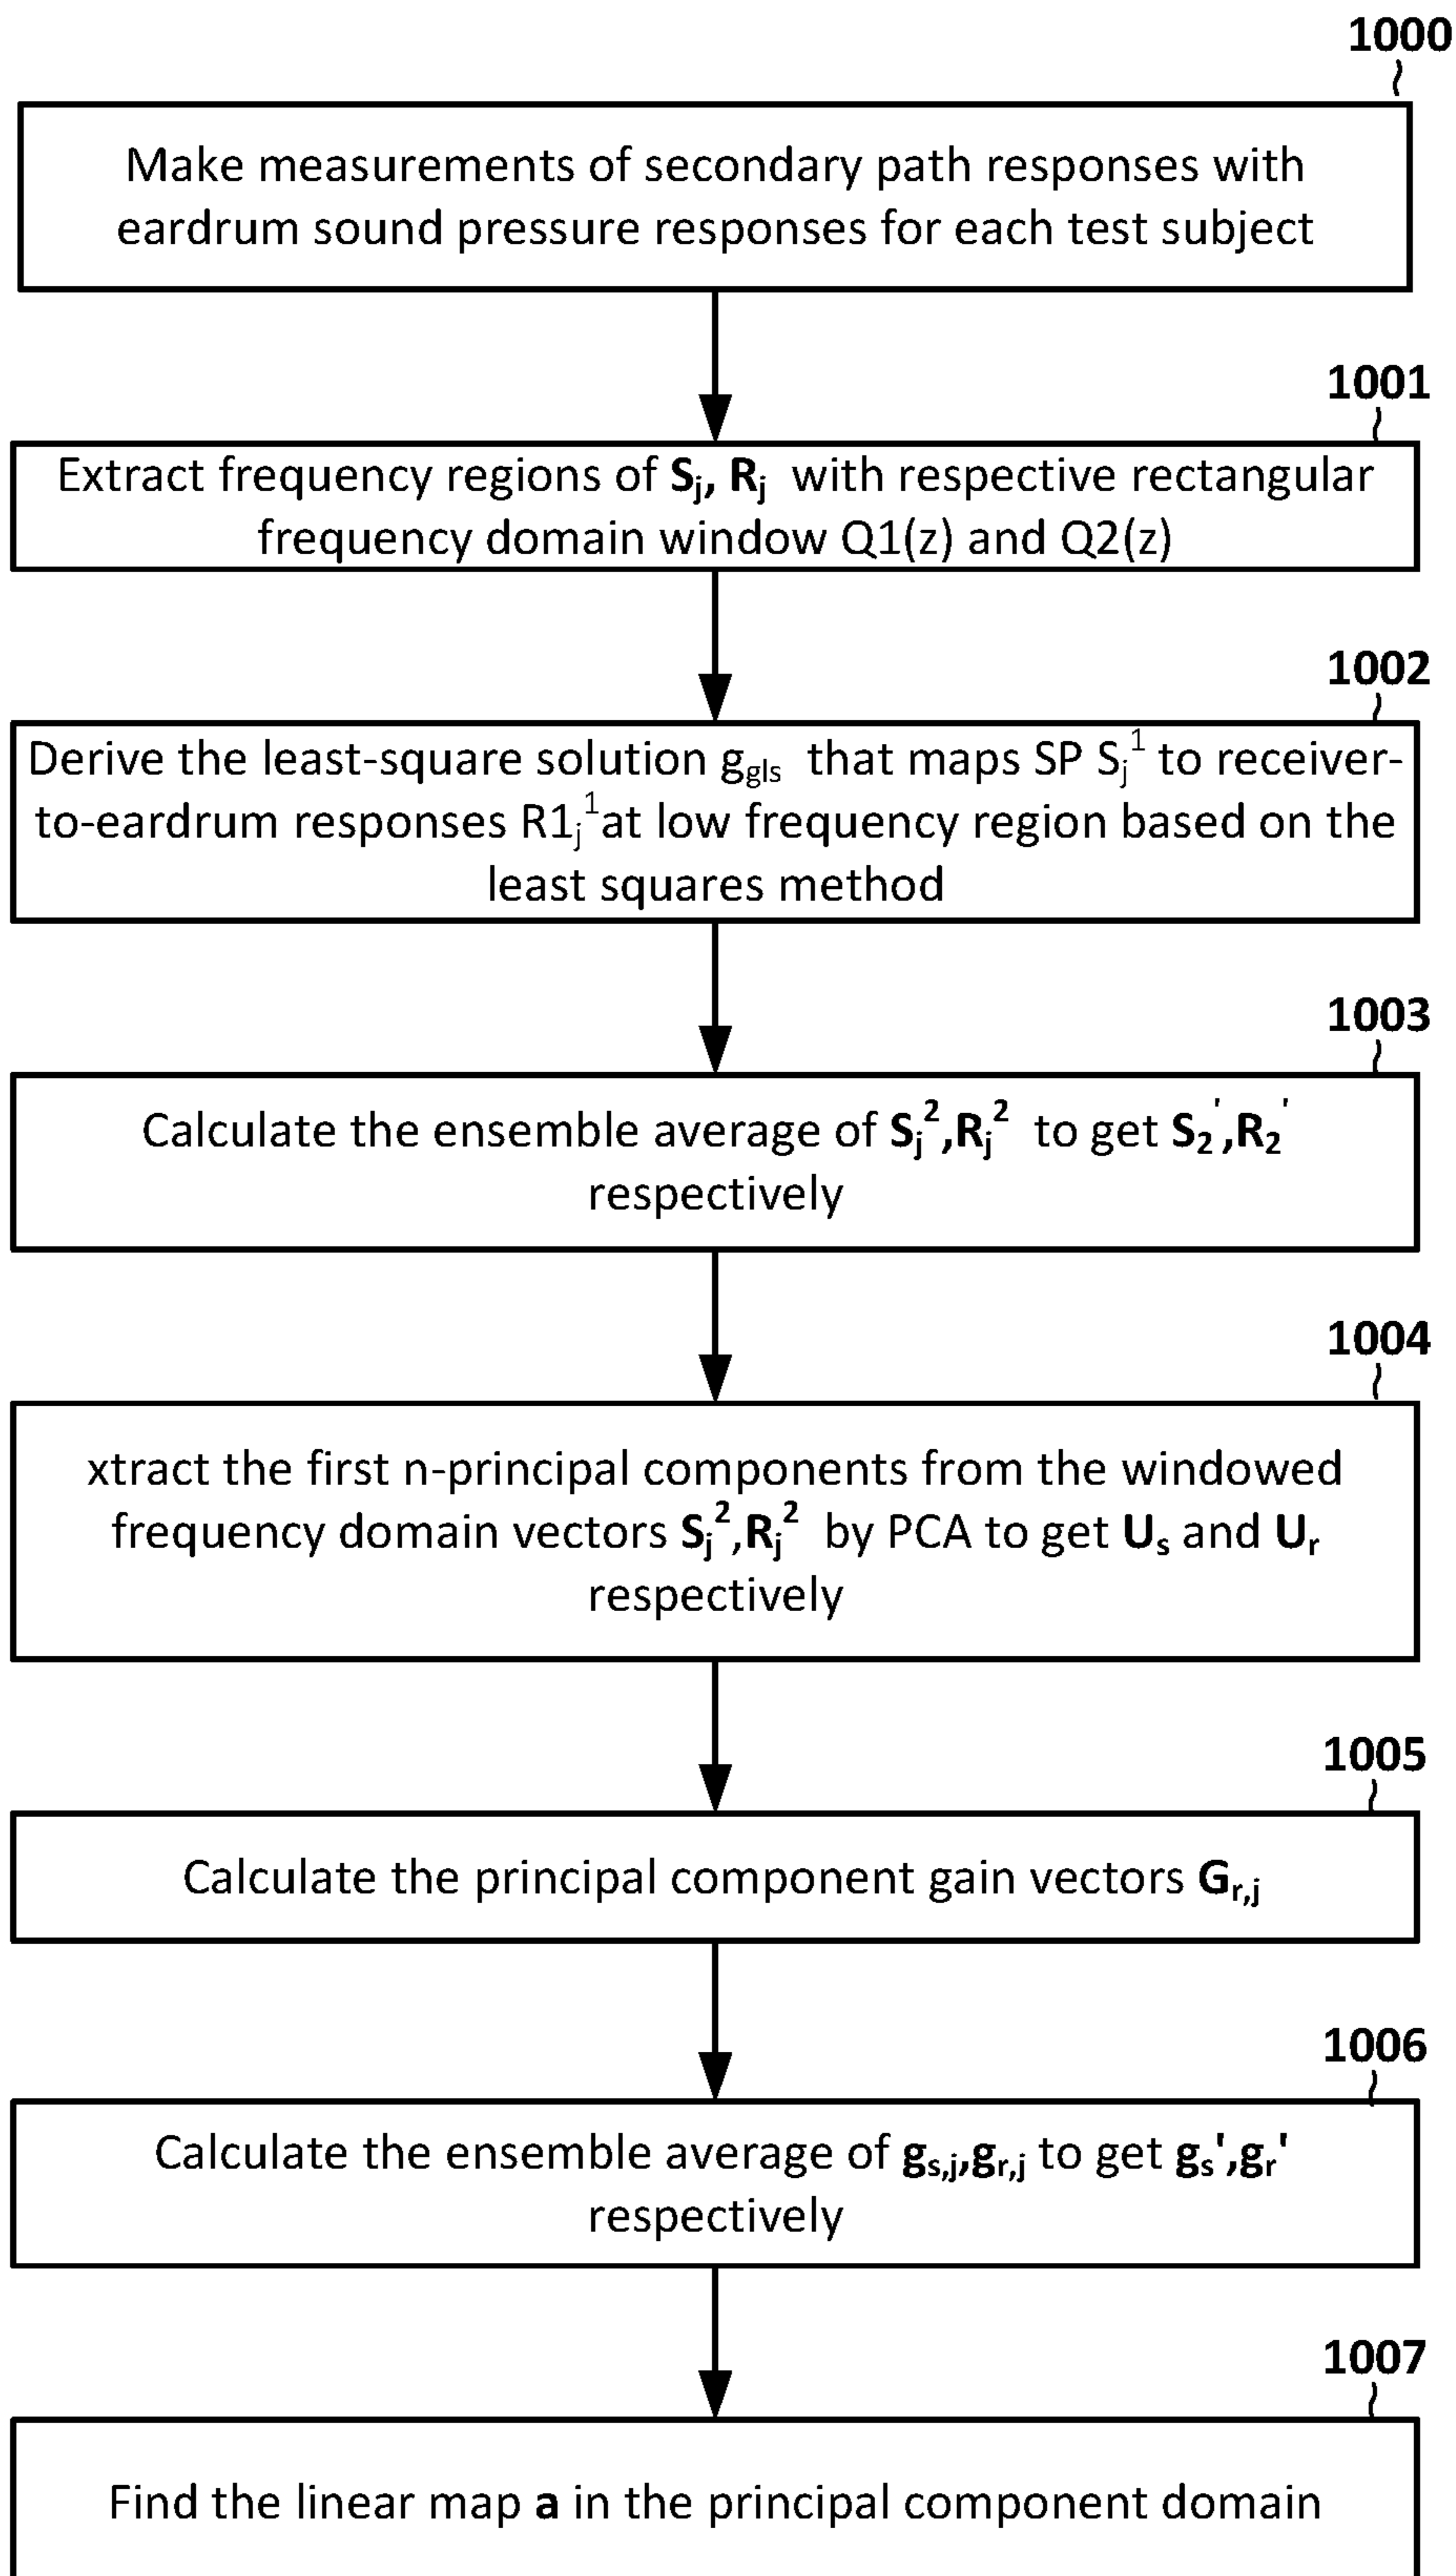 1000
Make measurements of secondary path responses with
eardrum sound pressure responses for each test subject
1001
Extract frequency regions of Sj, Rj with respective rectangular
frequency domain window Q1(z) and Q2(z)
1002
Derive the least-square solution ggls that maps SP Sj¹ to receiver-
to-eardrum responses R1j¹ at low frequency region based on the
least squares method
1003
Calculate the ensemble average of Sj²,Rj² to get S2',R2'
respectively
1004
xtract the first n-principal components from the windowed
frequency domain vectors Sj²,Rj² by PCA to get Us and Ur
respectively
1005
Calculate the principal component gain vectors Gr,j
1006
Calculate the ensemble average of gs,j,gr,j to get gs',gr'
respectively
1007
Find the linear map a in the principal component domain